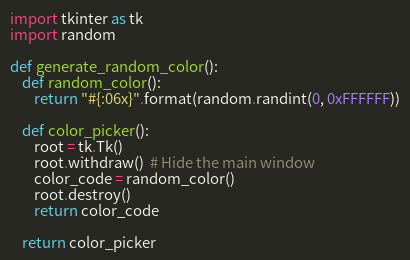 import tkinter as tk
import random

def generate_random_color():
    def random_color():
        return "#{:06x}".format(random.randint(0, 0xFFFFFF))

    def color_picker():
        root = tk.Tk()
        root.withdraw()  # Hide the main window
        color_code = random_color()
        root.destroy()
        return color_code

    return color_picker